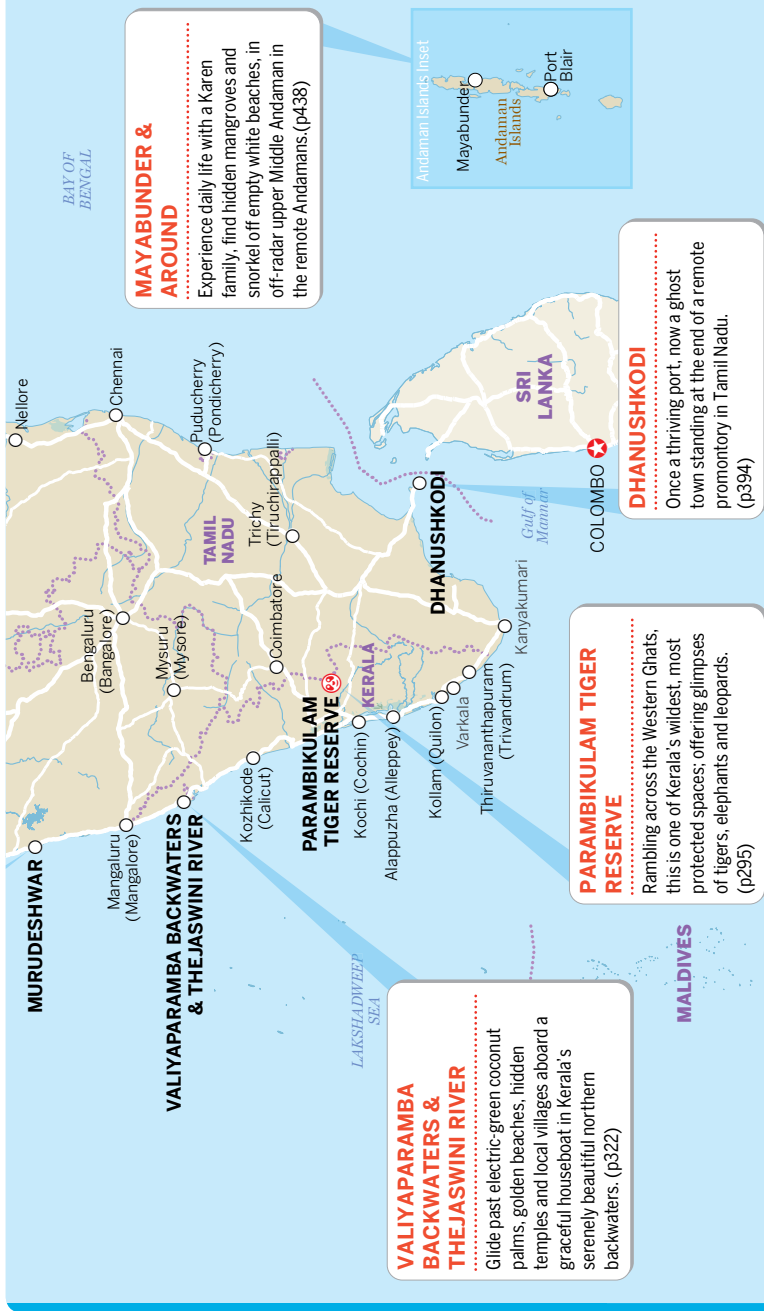 MURUDESHWAR
Mangaluru
(Mangalore)
VALIYAPARAMBA BACKWATERS
& THEJASWINI RIVER
Nellore
Chennai
Bengaluru
(Bangalore)
Mysuru
(Mysore)
Puducherry
(Pondicherry)
TAMIL
NADU
Kozhikode
(Calicut)
Coimbatore
Trichy
(Tiruchirappalli)
PARAMBIKULAM
TIGER RESERVE
KERALA
Kochi (Cochin)
Alappuzha (Alleppey)
Kollam (Quilon)
Varkala
Thiruvananthapuram
(Trivandrum)
Kanyakumari
DHANUSHKODI
Gulf of
Mannar
SRI
LANKA
COLOMBO
LAKSHADWEEP
SEA
MALDIVES
BAY OF
BENGAL
VALIYAPARAMBA
BACKWATERS &
THEJASWINI RIVER
Glide past electric-green coconut
palms, golden beaches, hidden
temples and local villages aboard a
graceful houseboat in Kerala's
serenely beautiful northern
backwaters. (p322)
PARAMBIKULAM TIGER
RESERVE
Rambling across the Western Ghats,
this is one of Kerala's wildest, most
protected spaces; offering glimpses
of tigers, elephants and leopards.
(p295)
DHANUSHKODI
Once a thriving port, now a ghost
town standing at the end of a remote
promontory in Tamil Nadu.
(p394)
MAYABUNDER &
AROUND
Experience daily life with a Karen
family, find hidden mangroves and
snorkel off empty white beaches, in
off-radar upper Middle Andaman in
the remote Andamans.(p438)
Andaman Islands Inset
Mayabunder
Andaman
Islands
Port
Blair